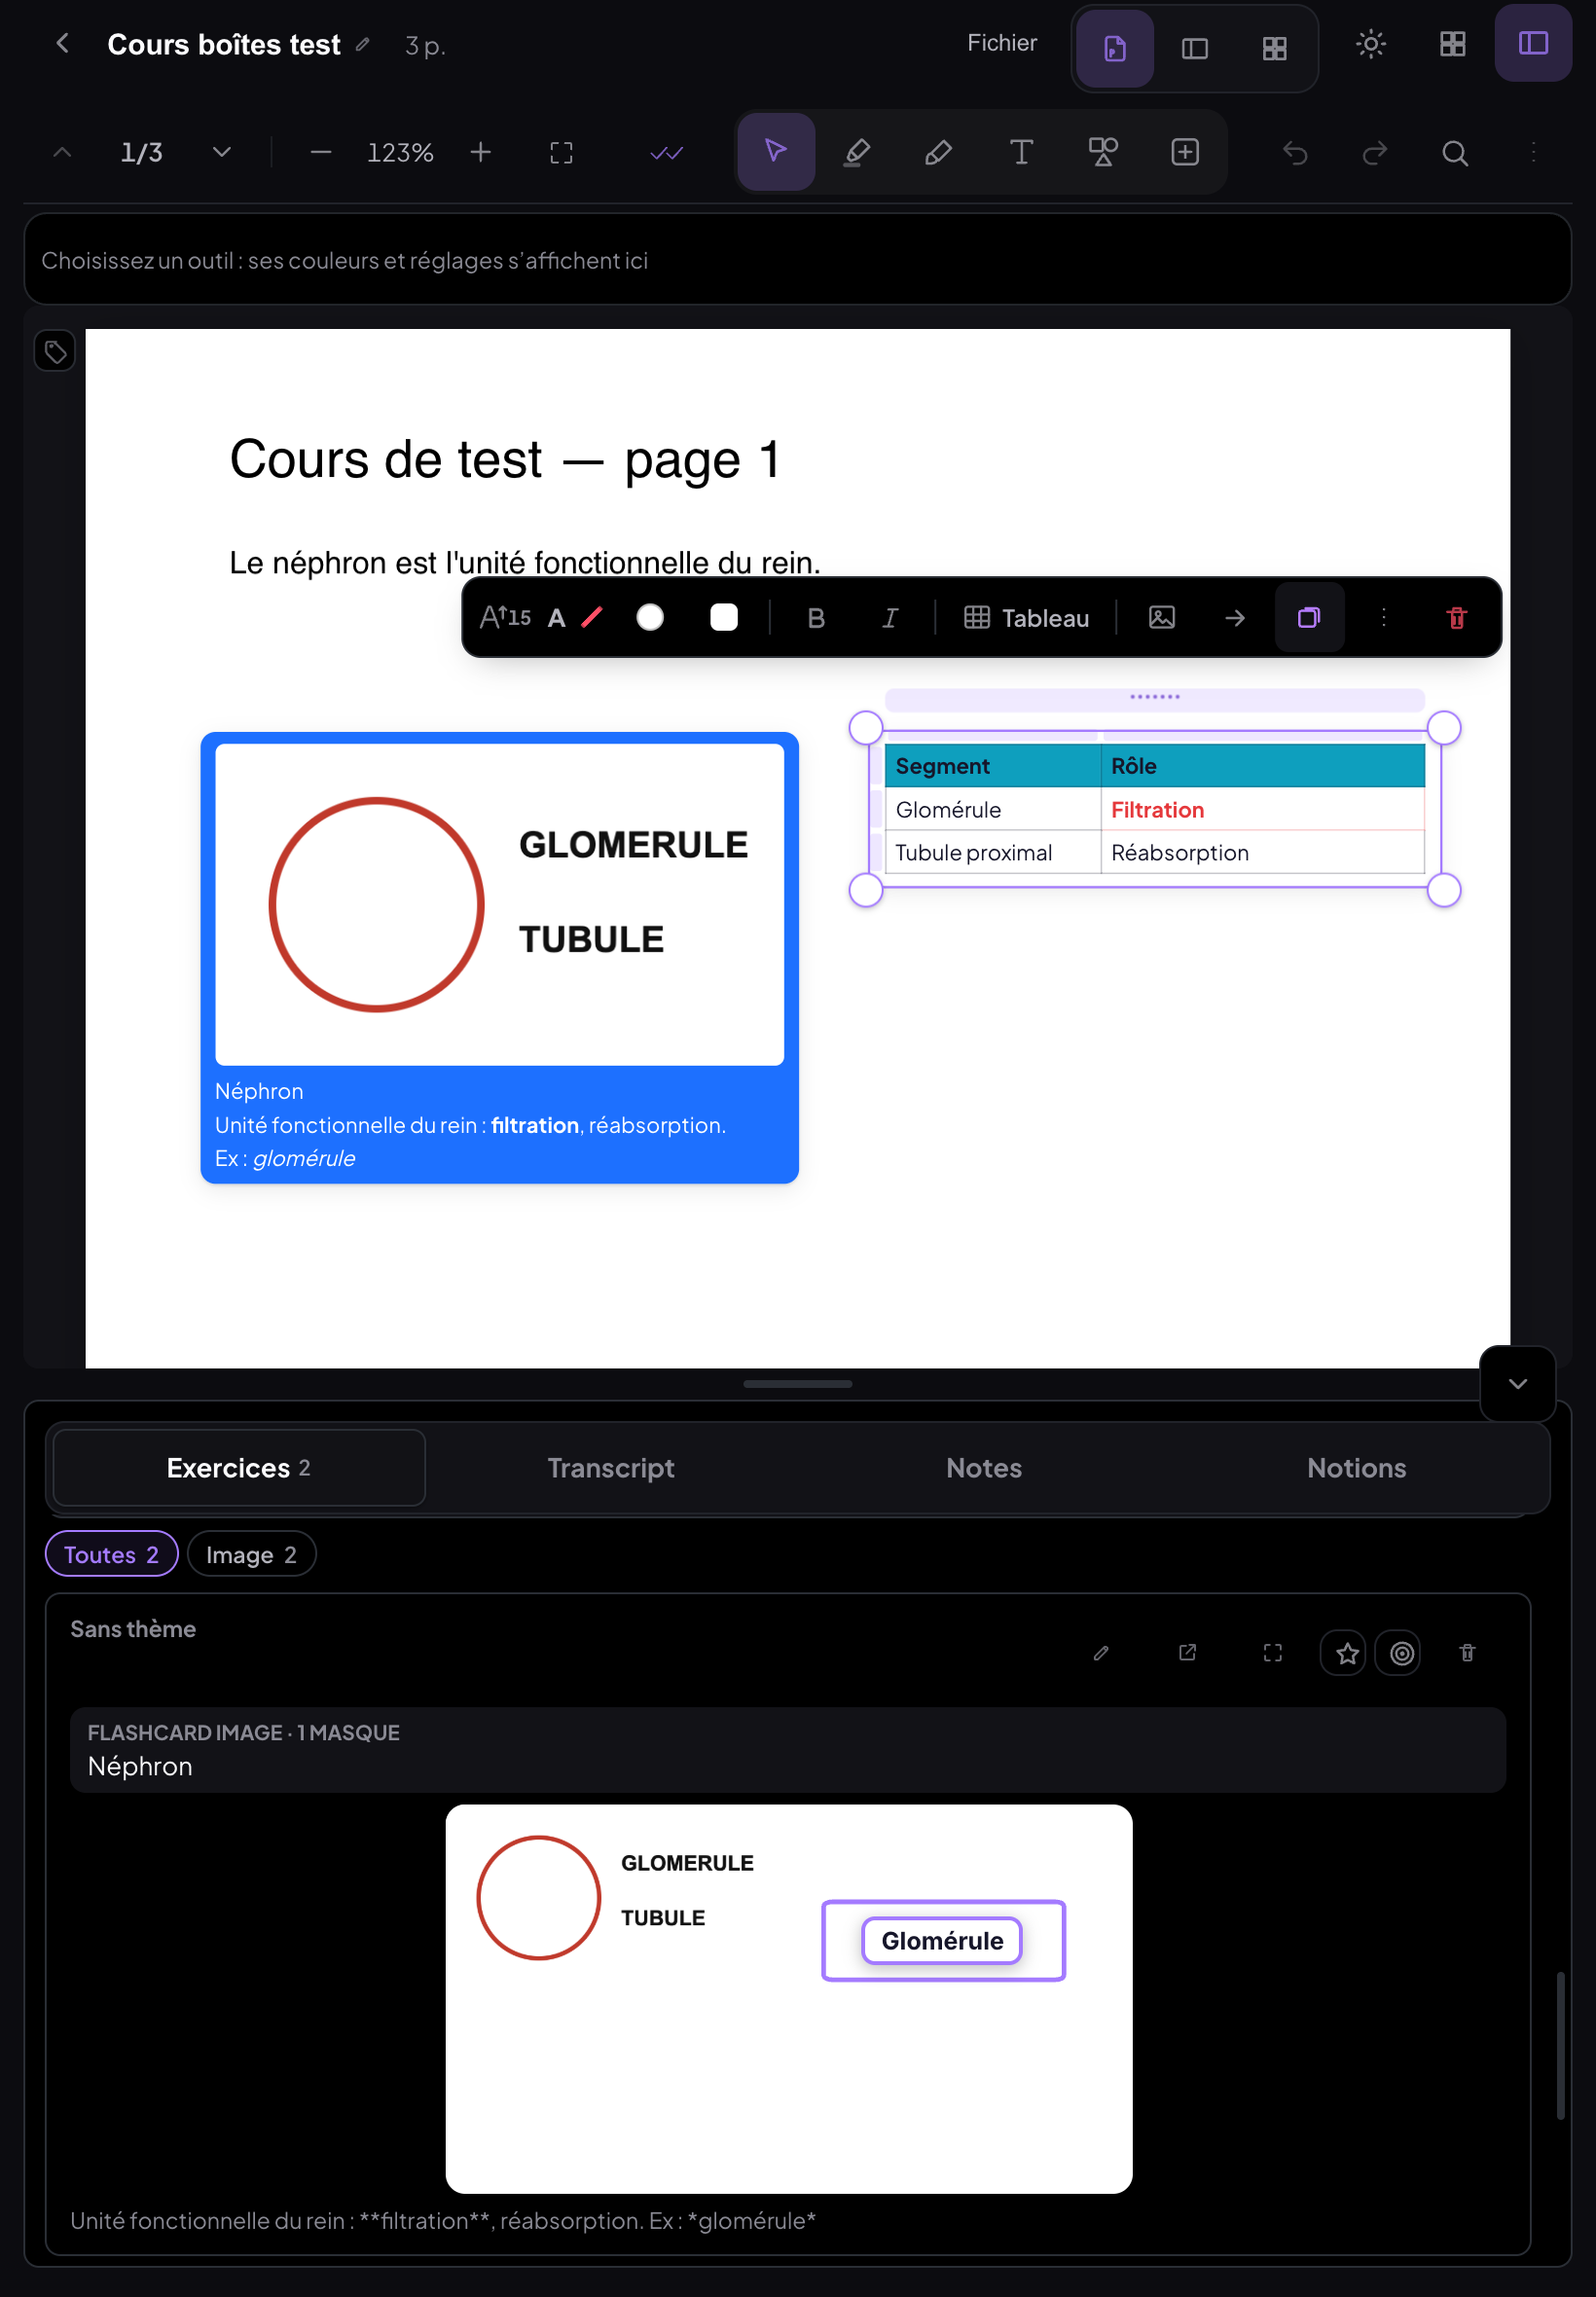 Cours boîtes test 3 p. Fichier
1/3 123%
Choisissez un outil : ses couleurs et réglages s’affichent ici
Cours de test — page 1
Le néphron est l'unité fonctionnelle du rein.
A 15 A B I Tableau
GLOMERULE
TUBULE
Néphron
Unité fonctionnelle du rein : filtration, réabsorption.
Ex : glomérule
Segment Rôle
Glomérule Filtration
Tubule proximal Réabsorption
Exercices 2 Transcript Notes Notions
Toutes 2 Image 2
Sans thème
FLASHCARD IMAGE · 1 MASQUE
Néphron
GLOMERULE
TUBULE
Glomérule
Unité fonctionnelle du rein : **filtration**, réabsorption. Ex : *glomérule*